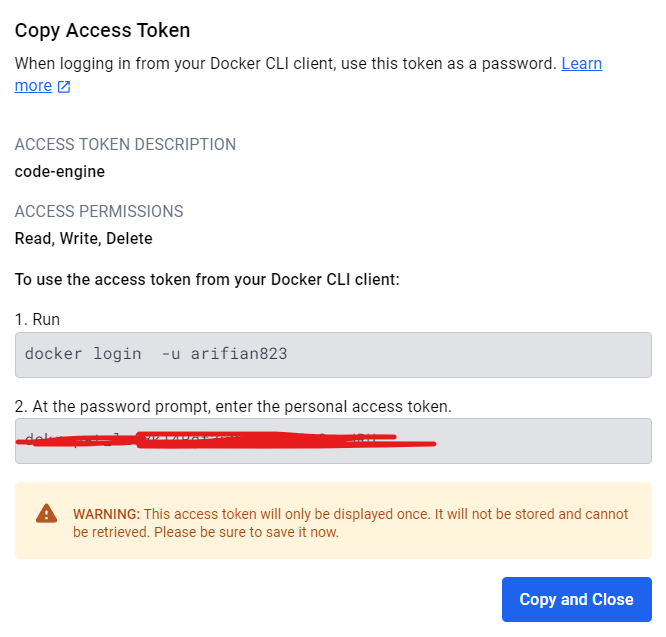 Copy Access Token
When logging in from your Docker CLI client, use this token as a password. Learn
more
ACCESS TOKEN DESCRIPTION
code-engine
ACCESS PERMISSIONS
Read, Write, Delete
To use the access token from your Docker CLI client:
1. Run
docker login  -u arifian823
2. At the password prompt, enter the personal access token.
WARNING: This access token will only be displayed once. It will not be stored and cannot
be retrieved. Please be sure to save it now.
Copy and Close